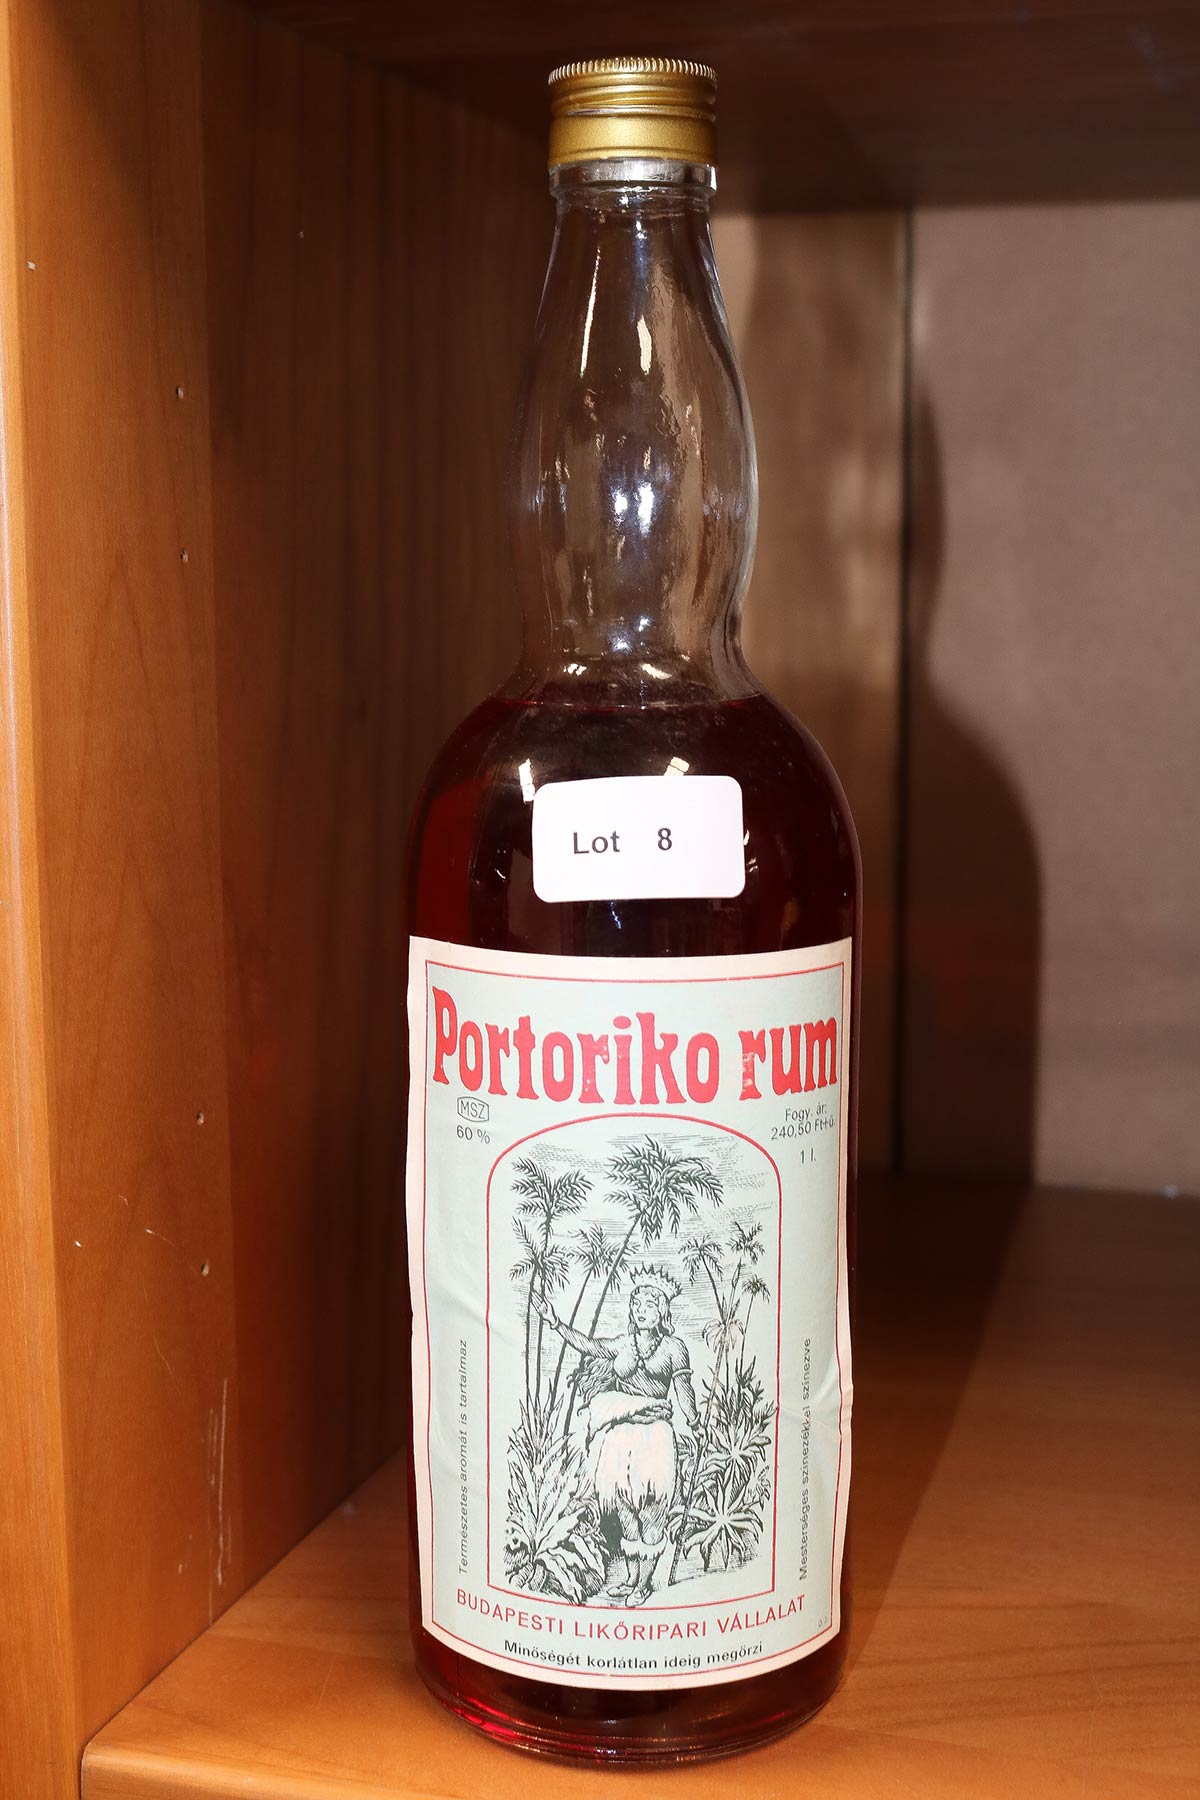 Lot 8
Portoriko rum
MSZ
60 %
Fogy. ár:
240,50 Ft+ü.
1 l.
Természetes aromát is tartalmaz
Mesterséges színezékkel színezve
BUDAPESTI LIKŐRIPARI VÁLLALAT
Minőségét korlátlan ideig megőrzi